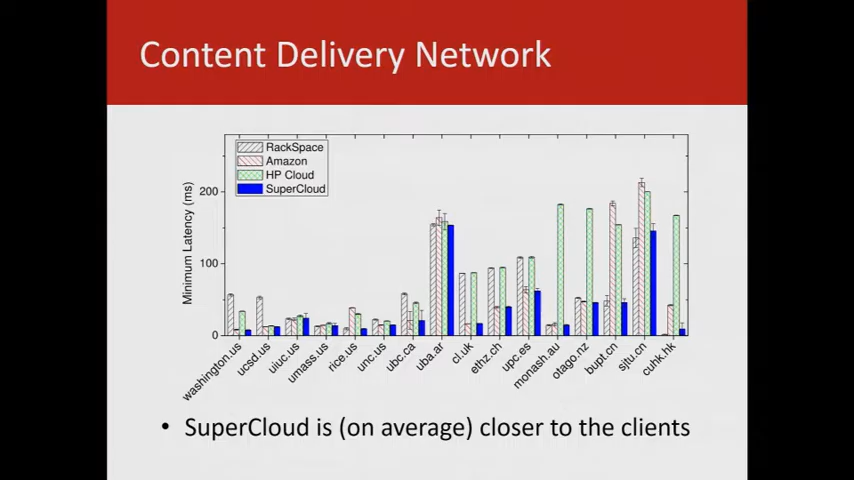 Content Delivery Network
RackSpace
Amazon
HP Cloud
SuperCloud
Minimum Latency (ms)
200
100
0
washington.us
ucsd.us
uiuc.us
umass.us
rice.us
unc.us
ubc.ca
uba.ar
cl.uk
ethz.ch
upc.es
monash.au
otago.nz
bupt.cn
sjtu.cn
cuhk.hk
• SuperCloud is (on average) closer to the clients